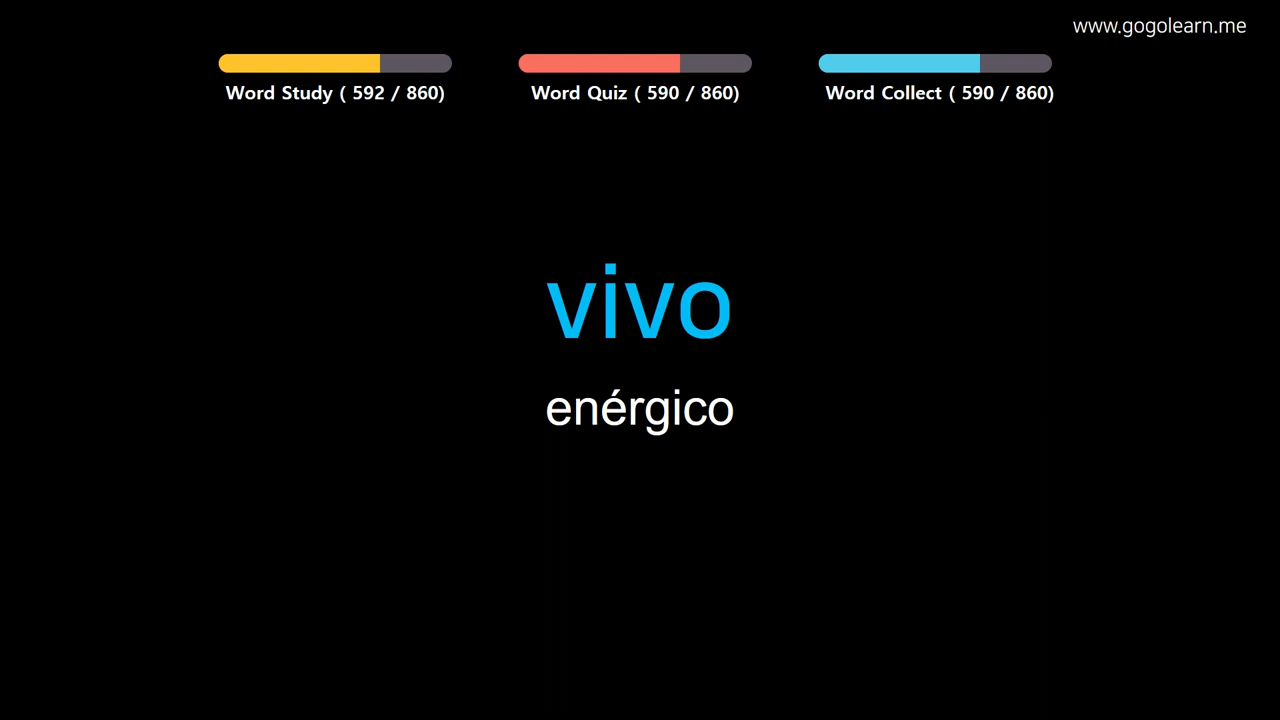 www.gogolearn.me
Word Study ( 592 / 860)
Word Quiz ( 590 / 860)
Word Collect ( 590 / 860)
vivo
enérgico